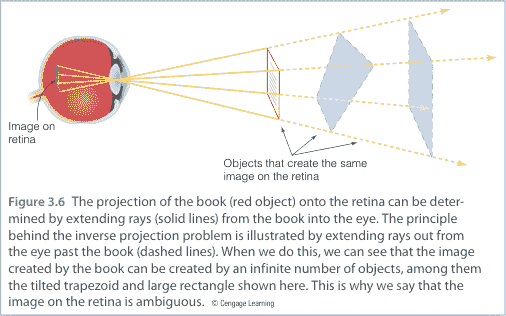 Image on
retina
Objects that create the same
image on the retina
Figure 3.6 The projection of the book (red object) onto the retina can be deter-
mined by extending rays (solid lines) from the book into the eye. The principle
behind the inverse projection problem is illustrated by extending rays out from
the eye past the book (dashed lines). When we do this, we can see that the image
created by the book can be created by an infinite number of objects, among them
the tilted trapezoid and large rectangle shown here. This is why we say that the
image on the retina is ambiguous. © Cengage Learning